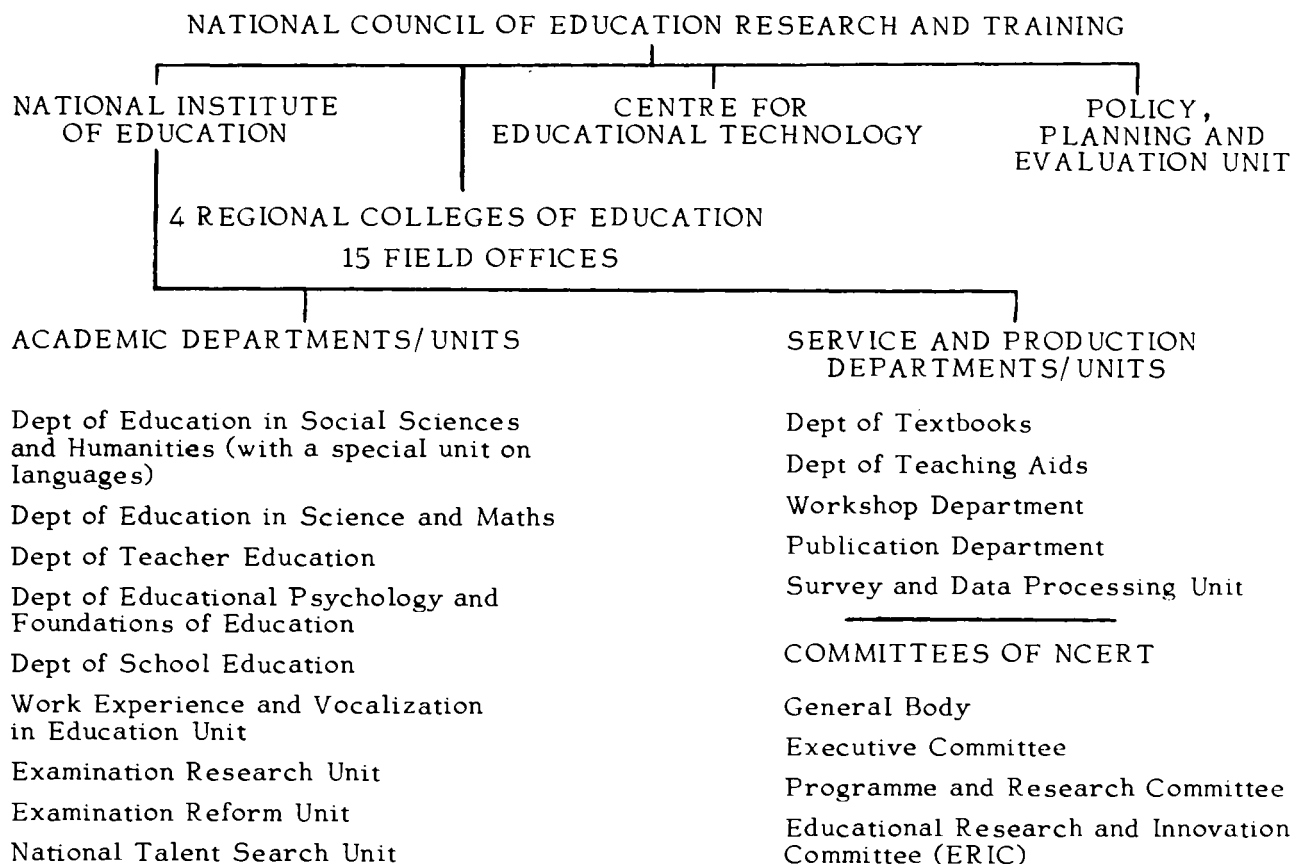 NATIONAL COUNCIL OF EDUCATION RESEARCH AND TRAINING
NATIONAL INSTITUTE
OF EDUCATION
CENTRE FOR
EDUCATIONAL TECHNOLOGY
POLICY,
PLANNING AND
EVALUATION UNIT
4 REGIONAL COLLEGES OF EDUCATION
15 FIELD OFFICES
ACADEMIC DEPARTMENTS/UNITS
Dept of Education in Social Sciences
and Humanities (with a special unit on
languages)
Dept of Education in Science and Maths
Dept of Teacher Education
Dept of Educational Psychology and
Foundations of Education
Dept of School Education
Work Experience and Vocalization
in Education Unit
Examination Research Unit
Examination Reform Unit
National Talent Search Unit
SERVICE AND PRODUCTION
DEPARTMENTS/UNITS
Dept of Textbooks
Dept of Teaching Aids
Workshop Department
Publication Department
Survey and Data Processing Unit
COMMITTEES OF NCERT
General Body
Executive Committee
Programme and Research Committee
Educational Research and Innovation
Committee (ERIC)